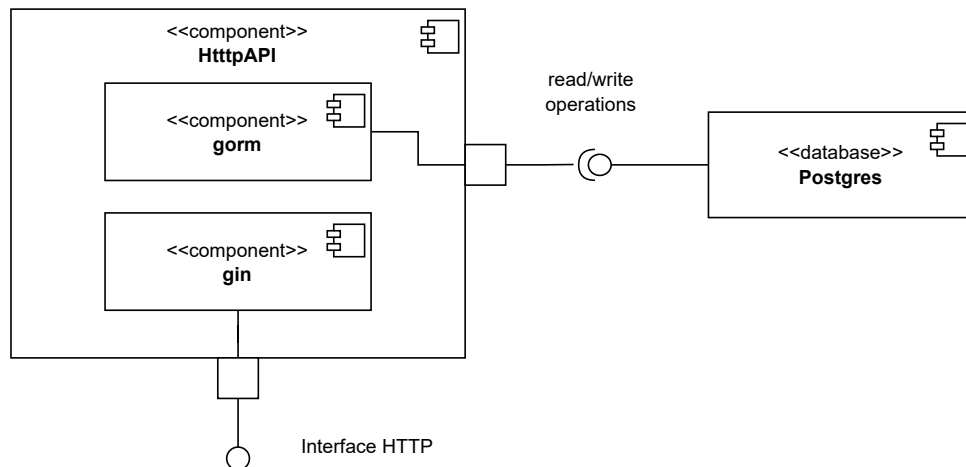 <<component>>
HtttpAPI
<<component>>
gorm
<<component>>
gin
read/write
operations
<<database>>
Postgres
Interface HTTP